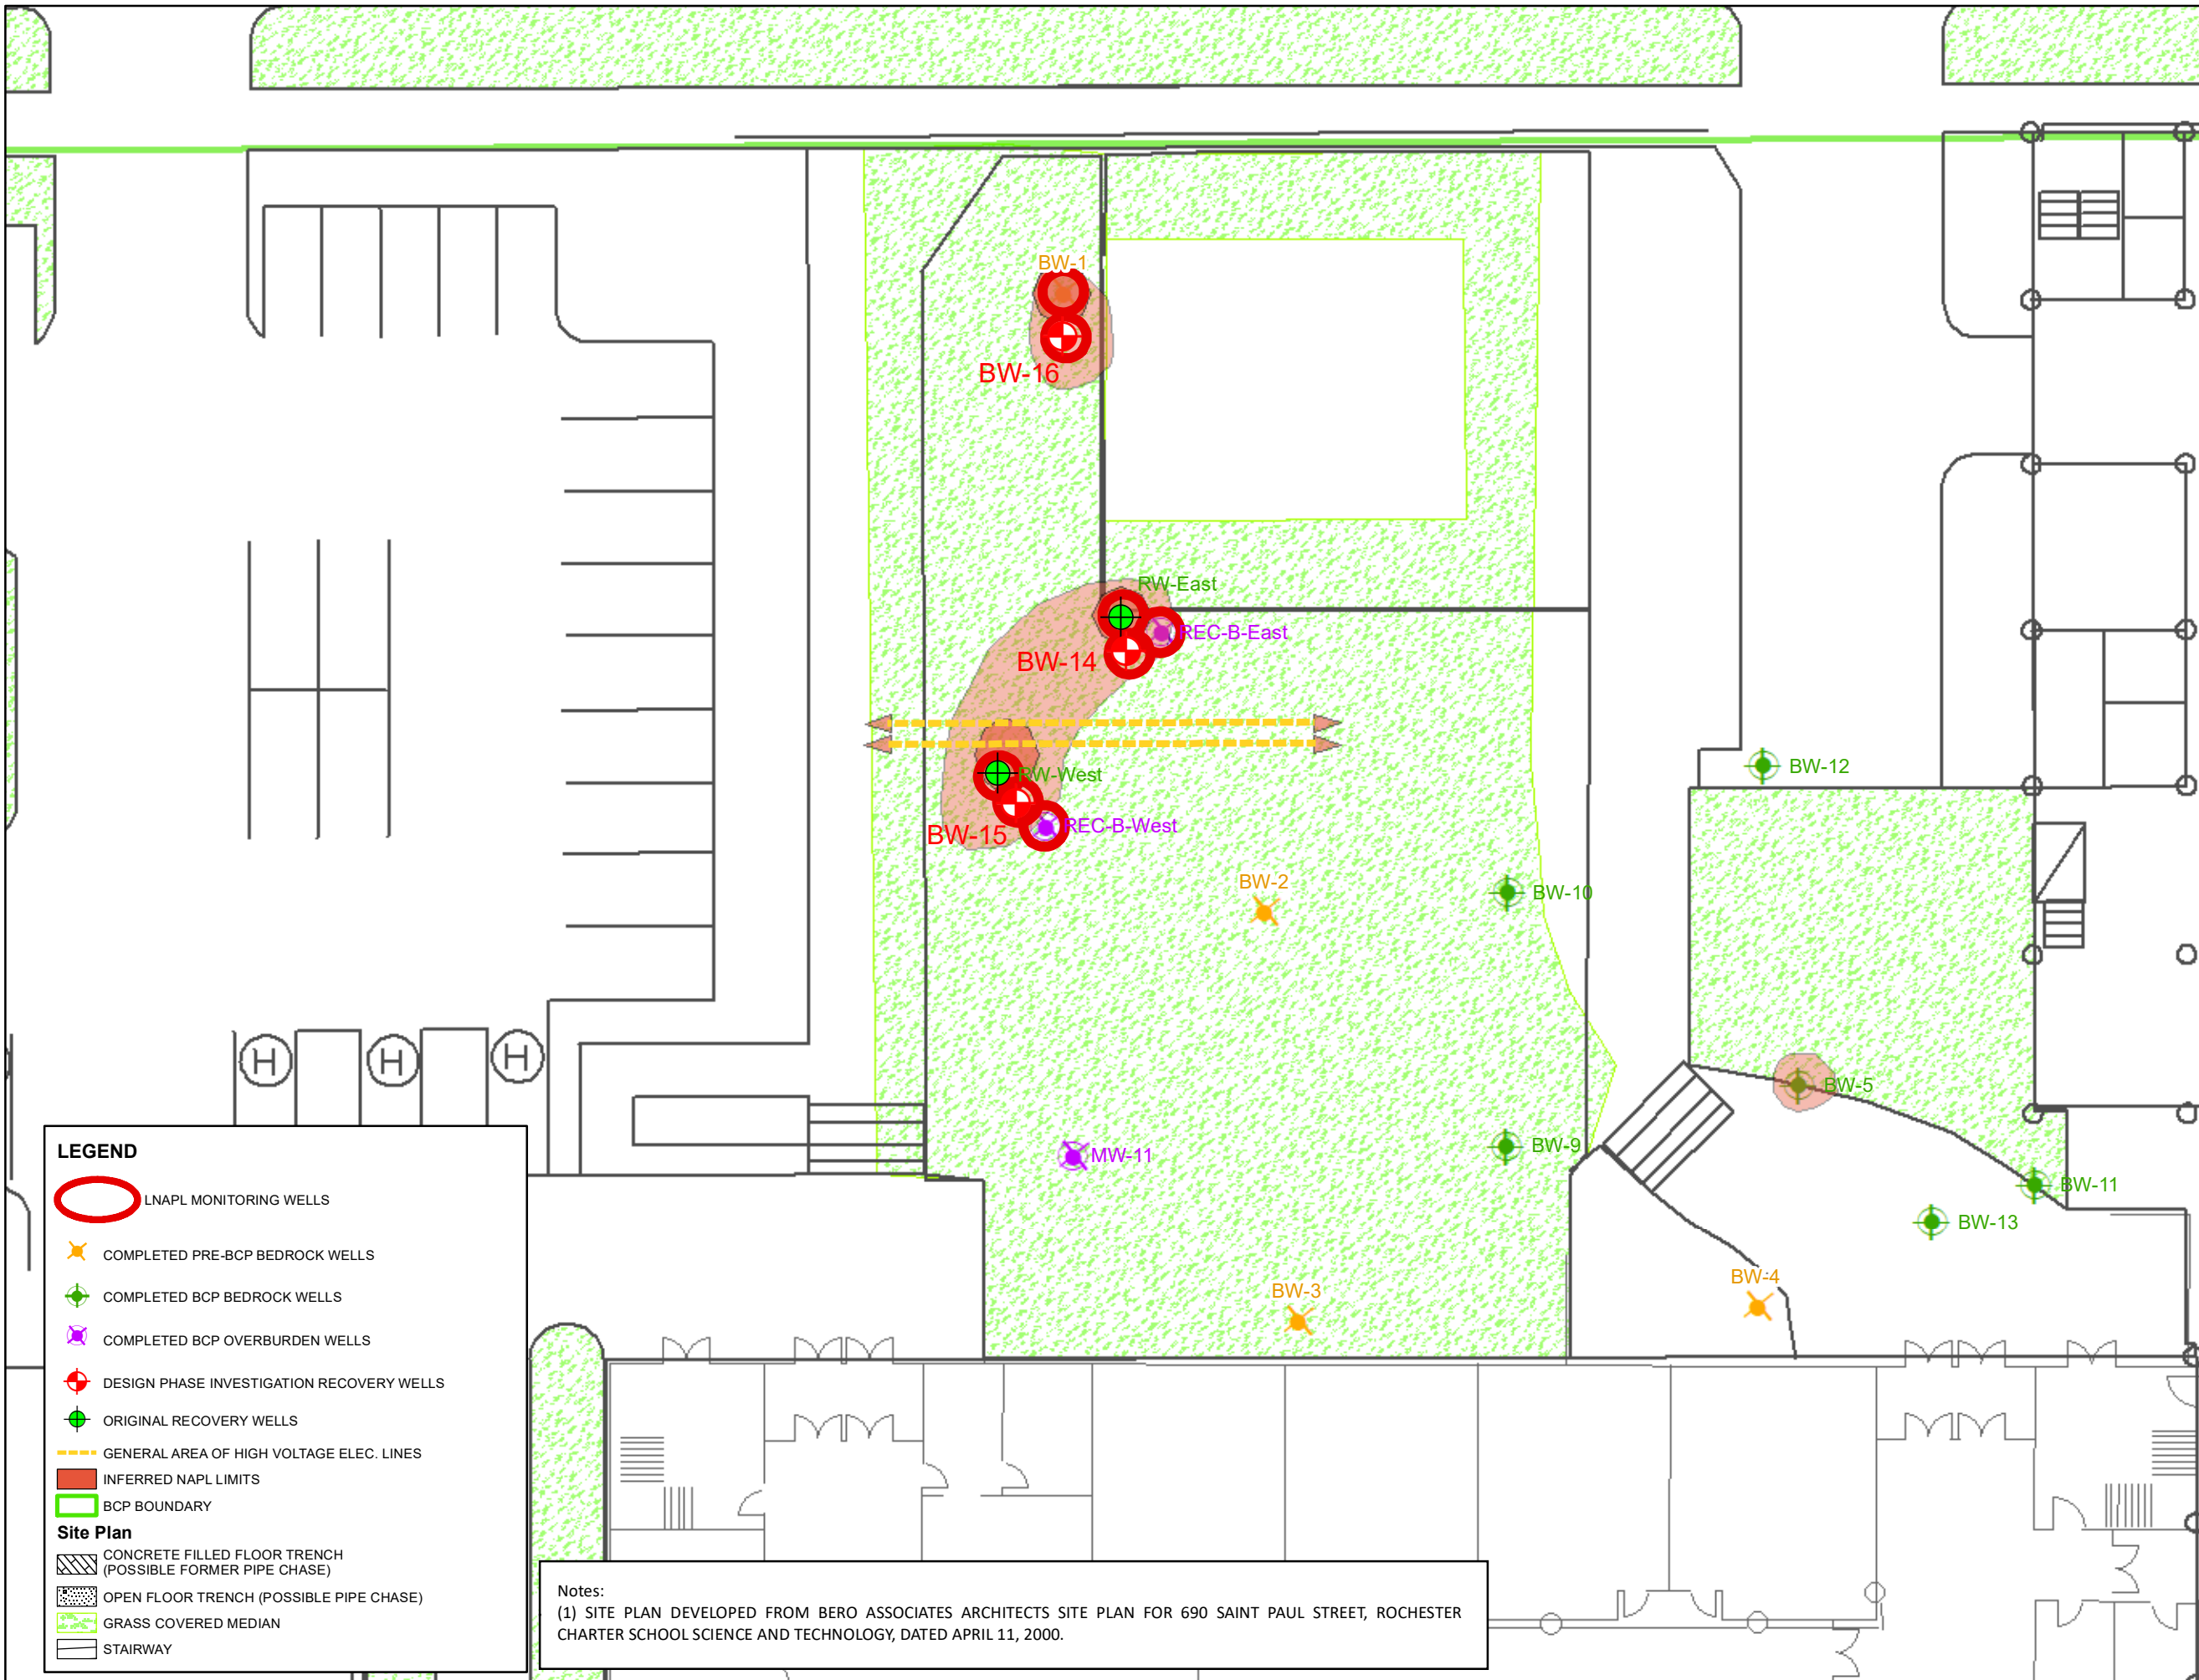 BW-1
BW-16
RW-East
REC-B-East
BW-14
RW-West
BW-12
REC-B-West
BW-15
BW-2
BW-10
H
H
H
BW-5
BW-9
MW-11
BW-11
BW-13
BW-4
BW-3
LEGEND
LNAPL MONITORING WELLS
COMPLETED PRE-BCP BEDROCK WELLS
COMPLETED BCP BEDROCK WELLS
COMPLETED BCP OVERBURDEN WELLS
DESIGN PHASE INVESTIGATION RECOVERY WELLS
ORIGINAL RECOVERY WELLS
GENERAL AREA OF HIGH VOLTAGE ELEC. LINES
INFERRED NAPL LIMITS
BCP BOUNDARY
Site Plan
CONCRETE FILLED FLOOR TRENCH
(POSSIBLE FORMER PIPE CHASE)
OPEN FLOOR TRENCH (POSSIBLE PIPE CHASE)
GRASS COVERED MEDIAN
STAIRWAY
Notes:
(1) SITE PLAN DEVELOPED FROM BERO ASSOCIATES ARCHITECTS SITE PLAN FOR 690 SAINT PAUL STREET, ROCHESTER
CHARTER SCHOOL SCIENCE AND TECHNOLOGY, DATED APRIL 11, 2000.